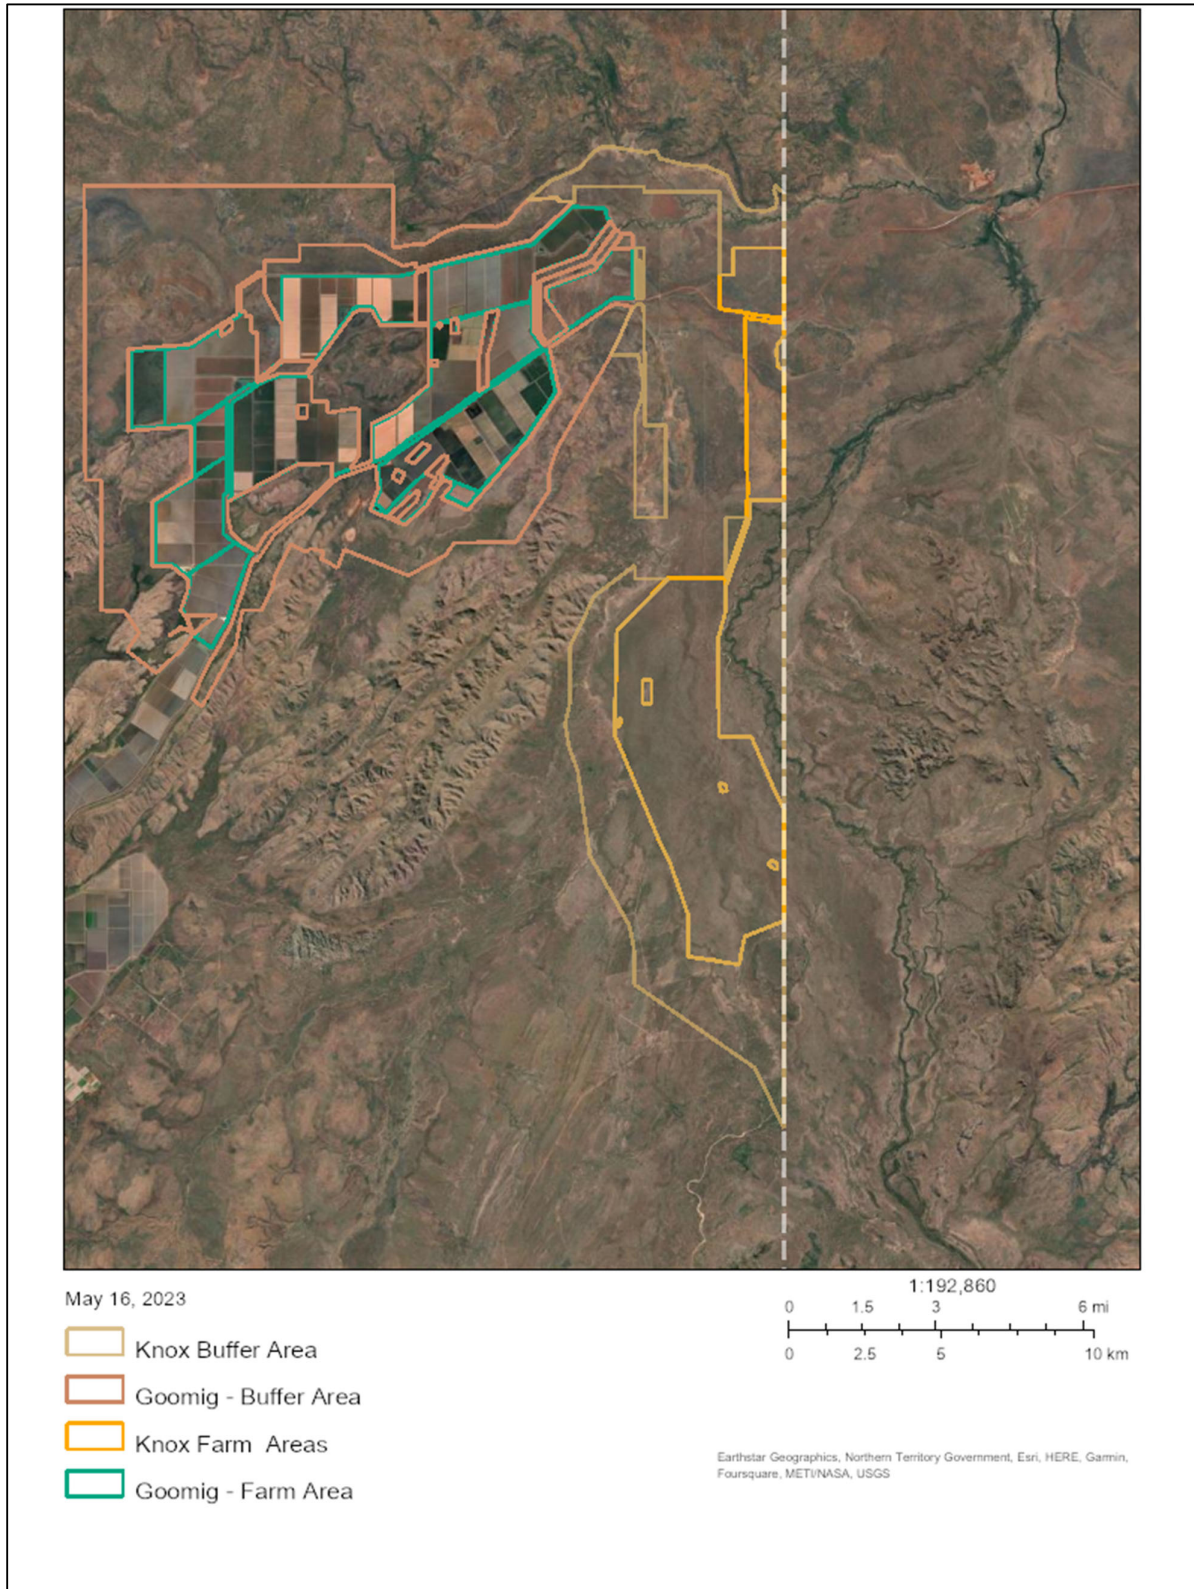 May 16, 2023
1:192,860
0 1.5 3 6 mi
0 2.5 5 10 km
Knox Buffer Area
Goomig - Buffer Area
Knox Farm  Areas
Goomig - Farm Area
Earthstar Geographics, Northern Territory Government, Esri, HERE, Garmin,
Foursquare, METI/NASA, USGS